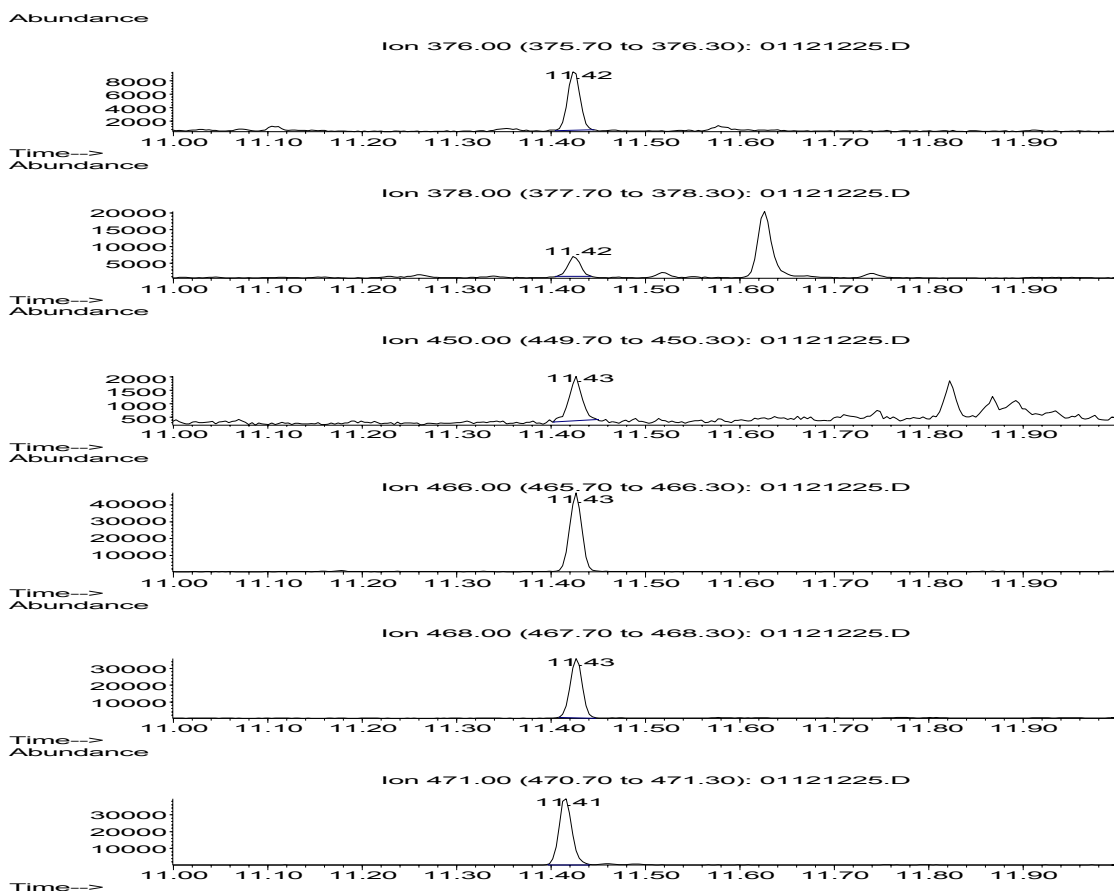 Abundance
Ion 376.00 (375.70 to 376.30): 01121225.D
11.42
8000
6000
4000
2000
11.00 11.10 11.20 11.30 11.40 11.50 11.60 11.70 11.80 11.90
Time-->
Abundance
Ion 378.00 (377.70 to 378.30): 01121225.D
20000
15000
10000
11.42
5000
11.00 11.10 11.20 11.30 11.40 11.50 11.60 11.70 11.80 11.90
Time-->
Abundance
Ion 450.00 (449.70 to 450.30): 01121225.D
2000
11.43
1500
1000
500
11.00 11.10 11.20 11.30 11.40 11.50 11.60 11.70 11.80 11.90
Time-->
Abundance
Ion 466.00 (465.70 to 466.30): 01121225.D
11.43
40000
30000
20000
10000
11.00 11.10 11.20 11.30 11.40 11.50 11.60 11.70 11.80 11.90
Time-->
Abundance
Ion 468.00 (467.70 to 468.30): 01121225.D
11.43
30000
20000
10000
11.00 11.10 11.20 11.30 11.40 11.50 11.60 11.70 11.80 11.90
Time-->
Abundance
Ion 471.00 (470.70 to 471.30): 01121225.D
11.41
30000
20000
10000
11.00 11.10 11.20 11.30 11.40 11.50 11.60 11.70 11.80 11.90
Time-->